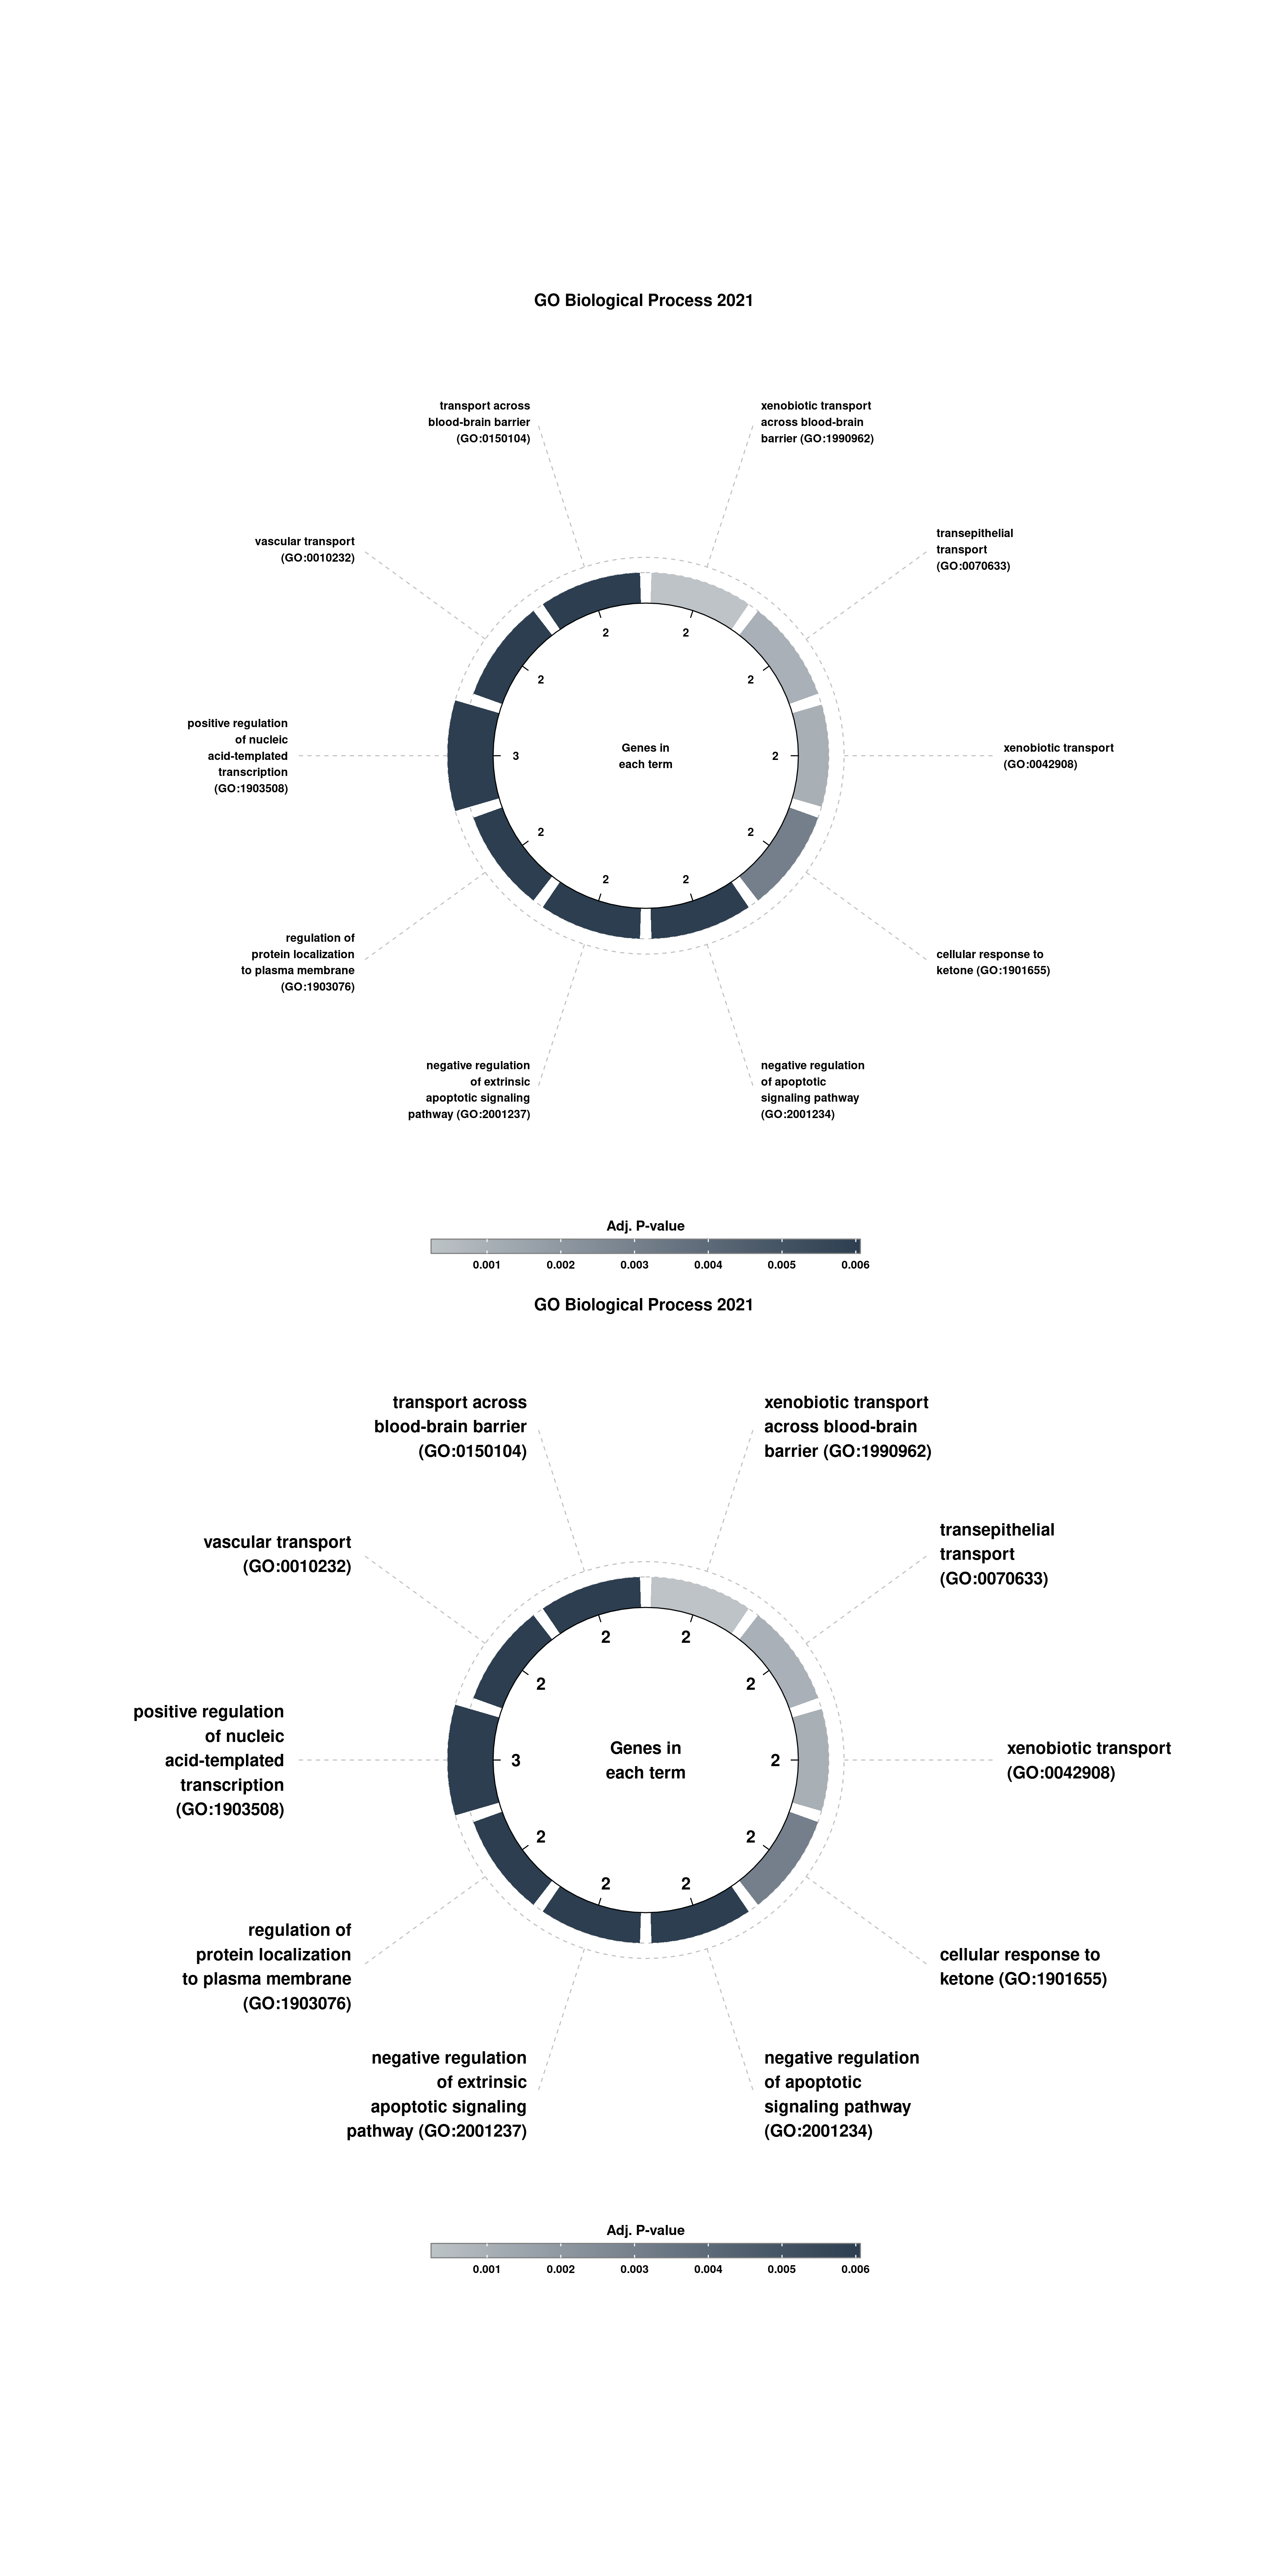 GO Biological Process 2021
transport across
blood-brain barrier
(GO:0150104)
xenobiotic transport
across blood-brain
barrier (GO:1990962)
vascular transport
(GO:0010232)
transepithelial
transport
(GO:0070633)
2
2
2
2
positive regulation
of nucleic
acid-templated
transcription
(GO:1903508)
3
Genes in
each term
2
xenobiotic transport
(GO:0042908)
2
2
2
2
regulation of
protein localization
to plasma membrane
(GO:1903076)
cellular response to
ketone (GO:1901655)
negative regulation
of extrinsic
apoptotic signaling
pathway (GO:2001237)
negative regulation
of apoptotic
signaling pathway
(GO:2001234)
Adj. P-value
0.001 0.002 0.003 0.004 0.005 0.006
GO Biological Process 2021
transport across
blood-brain barrier
(GO:0150104)
xenobiotic transport
across blood-brain
barrier (GO:1990962)
vascular transport
(GO:0010232)
transepithelial
transport
(GO:0070633)
2
2
2
2
positive regulation
of nucleic
acid-templated
transcription
(GO:1903508)
3
Genes in
each term
2
xenobiotic transport
(GO:0042908)
2
2
2
2
regulation of
protein localization
to plasma membrane
(GO:1903076)
cellular response to
ketone (GO:1901655)
negative regulation
of extrinsic
apoptotic signaling
pathway (GO:2001237)
negative regulation
of apoptotic
signaling pathway
(GO:2001234)
Adj. P-value
0.001 0.002 0.003 0.004 0.005 0.006